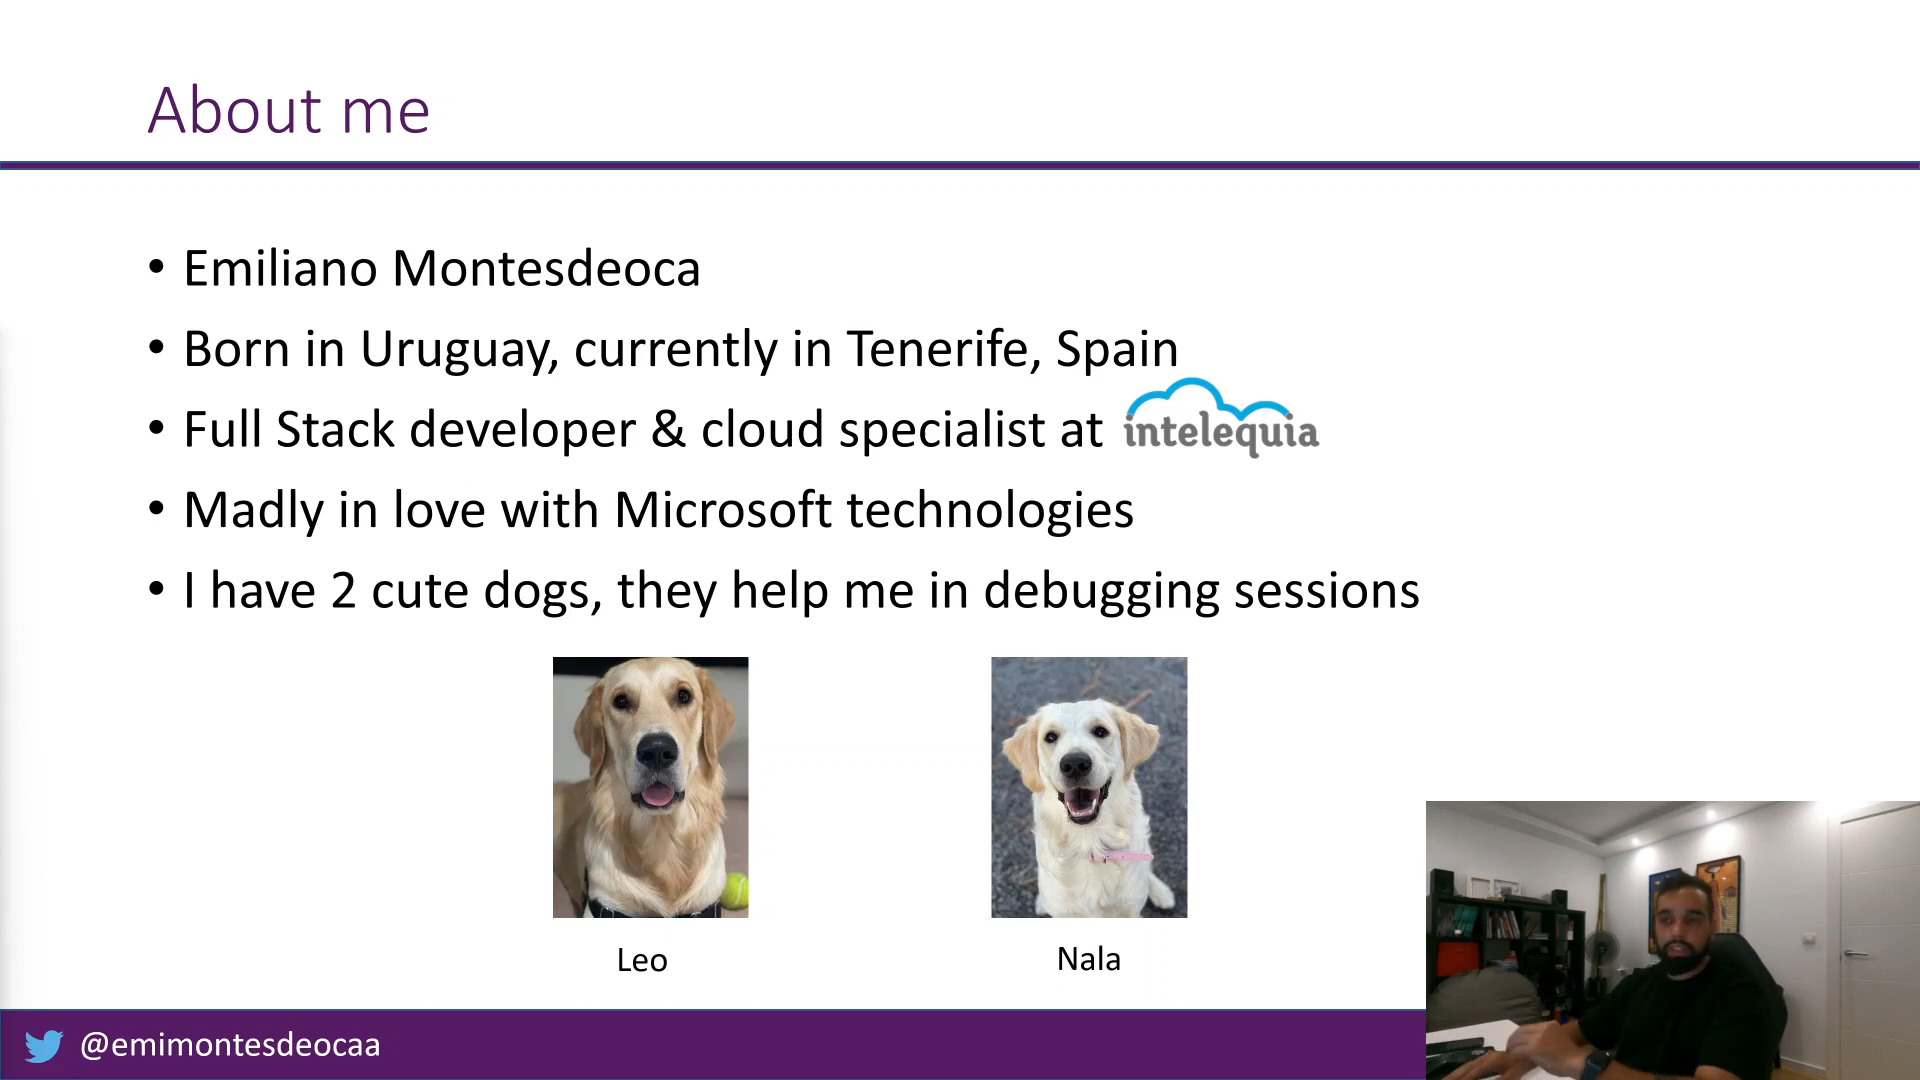 About me
• Emiliano Montesdeoca
• Born in Uruguay, currently in Tenerife, Spain
• Full Stack developer & cloud specialist at intelequia
• Madly in love with Microsoft technologies
• I have 2 cute dogs, they help me in debugging sessions
Leo
Nala
@emimontesdeocaa